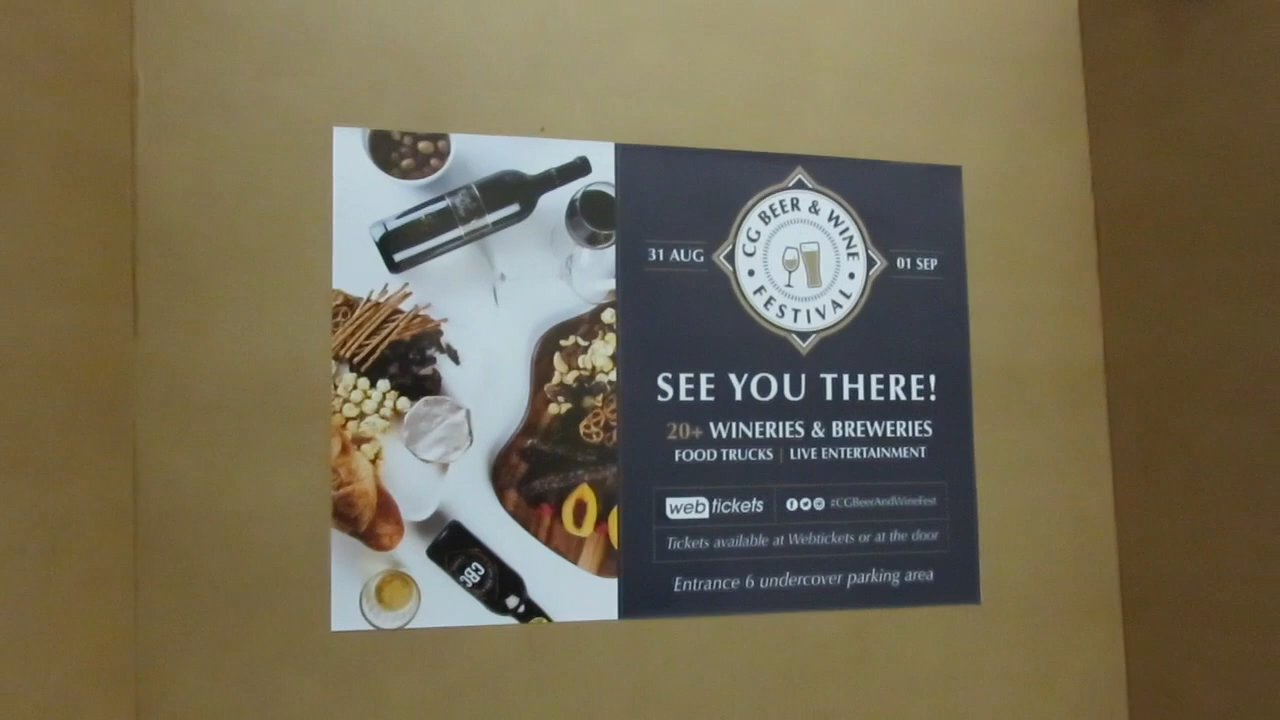 CG BEER & WINE
FESTIVAL
31 AUG
01 SEP
SEE YOU THERE!
20+ WINERIES & BREWERIES
FOOD TRUCKS | LIVE ENTERTAINMENT
webtickets
#CGBeerAndWineFest
Tickets available at Webtickets or at the door
Entrance 6 undercover parking area
CBC